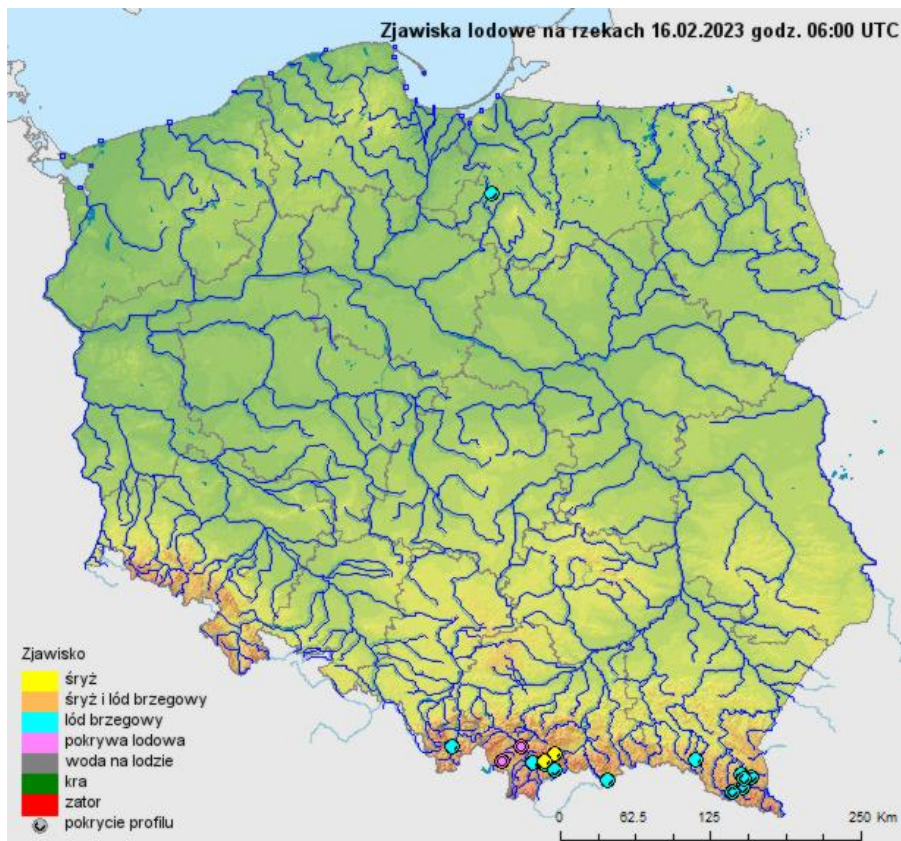 Zjawiska lodowe na rzekach 16.02.2023 godz. 06:00 UTC
Zjawisko
śryż
śryż i lód brzegowy
lód brzegowy
pokrywa lodowa
woda na lodzie
kra
zator
pokrycie profilu
0 62.5 125 250 Km